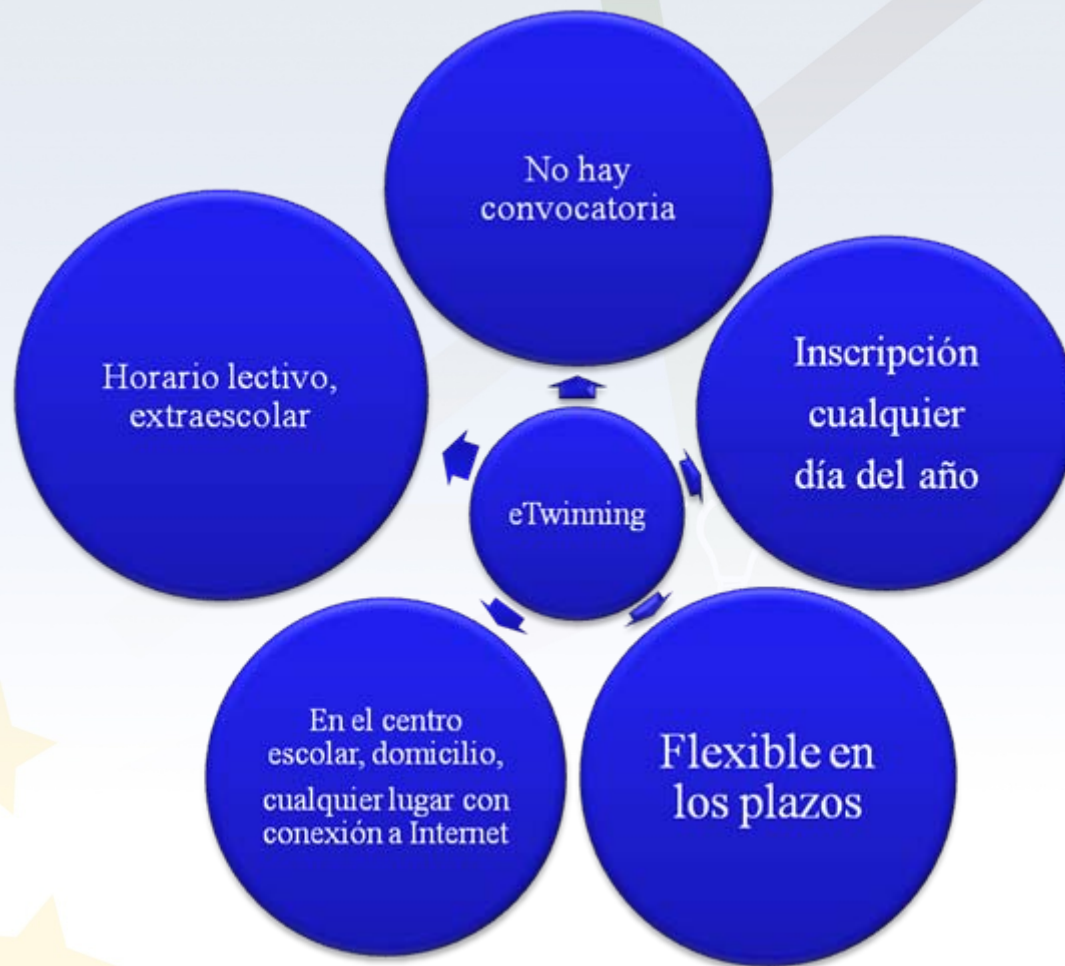 No hay
convocatoria
Inscripción
cualquier
día del año
Flexible en
los plazos
En el centro
escolar, domicilio,
cualquier lugar con
conexión a Internet
Horario lectivo,
extraescolar
eTwinning